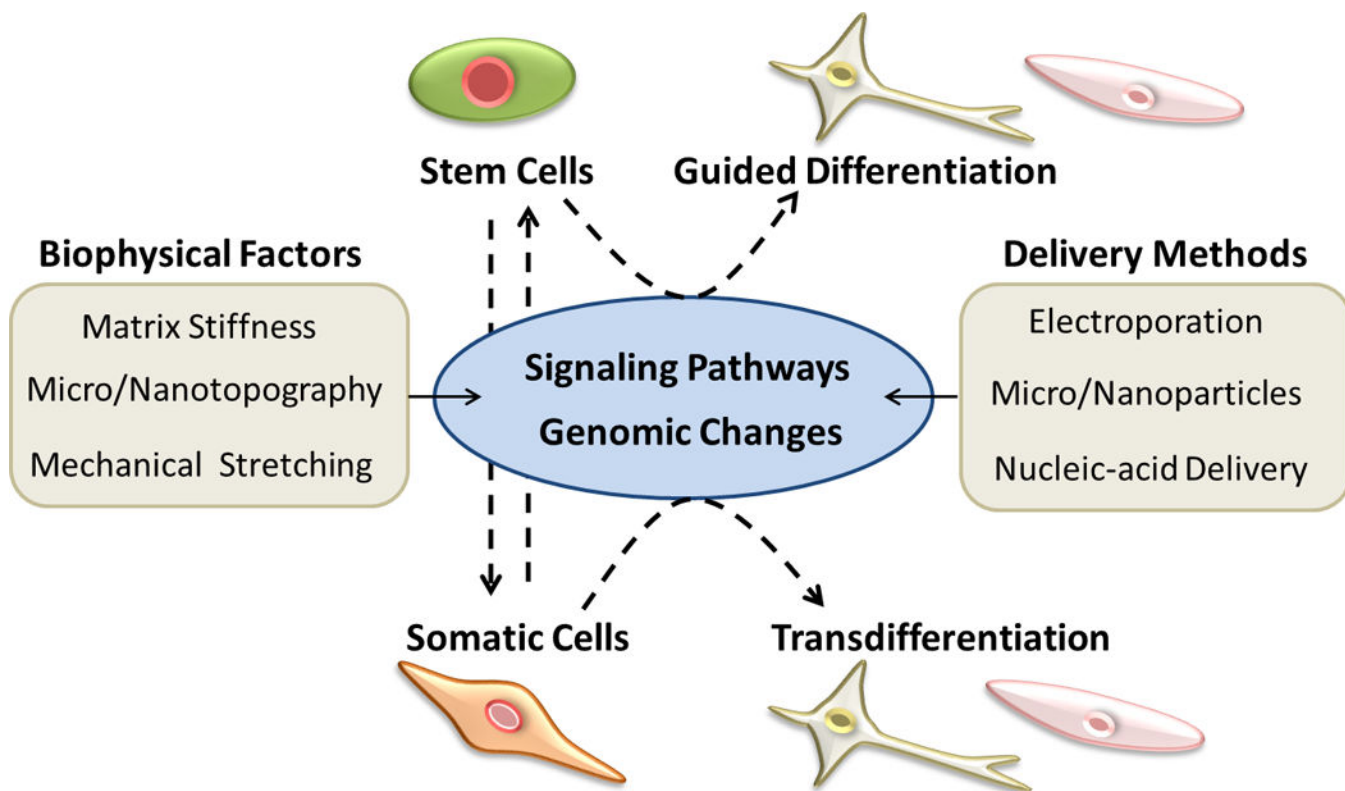 Stem Cells
Guided Differentiation
Biophysical Factors
Matrix Stiffness
Micro/Nanotopography
Mechanical Stretching
Signaling Pathways
Genomic Changes
Delivery Methods
Electroporation
Micro/Nanoparticles
Nucleic-acid Delivery
Somatic Cells
Transdifferentiation